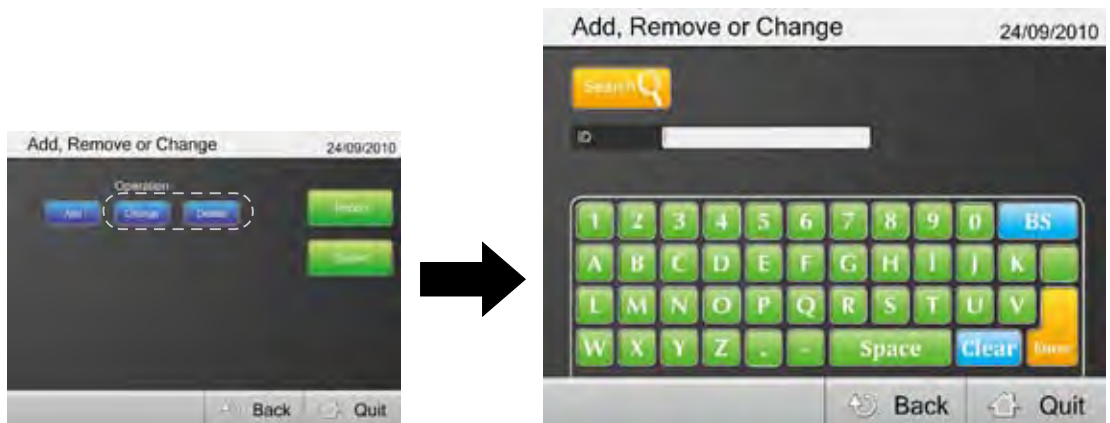 Add, Remove or Change 24/09/2010
Operation
Add Change Delete
Back Quit
Add, Remove or Change 24/09/2010
Search
ID
1 2 3 4 5 6 7 8 9 0 BS
A B C D E F G H I J K
L M N O P Q R S T U V
W X Y Z . - Space Clear Enter
Back Quit